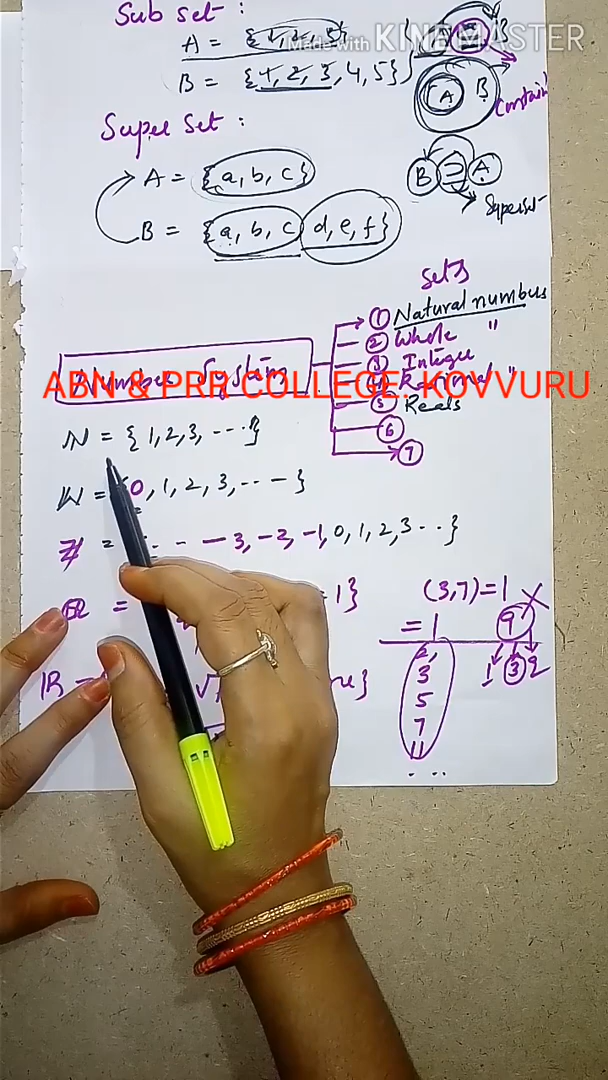 Sub set :
A = {1, 2, 3}
Made with KINEMASTER
B = {1, 2, 3, 4, 5}
A B
Contain
Super Set :
A = {a, b, c}
B ⊃ A
Superset
B = {a, b, c, d, e, f}
Sets
① Natural numbers
② Whole "
Number System
③ Integer
④ Rational "
ABN & PRR COLLEGE. KOVVURU
⑤ Reals
N = {1, 2, 3, ....}
⑥
⑦
W = {0, 1, 2, 3, ---}
Z = - - -3, -2, -1, 0, 1, 2, 3 ..}
Q = = 1}
(3, 7) = 1
= 1
9
2,
1 3 9
3
R
5
7
11
. . .